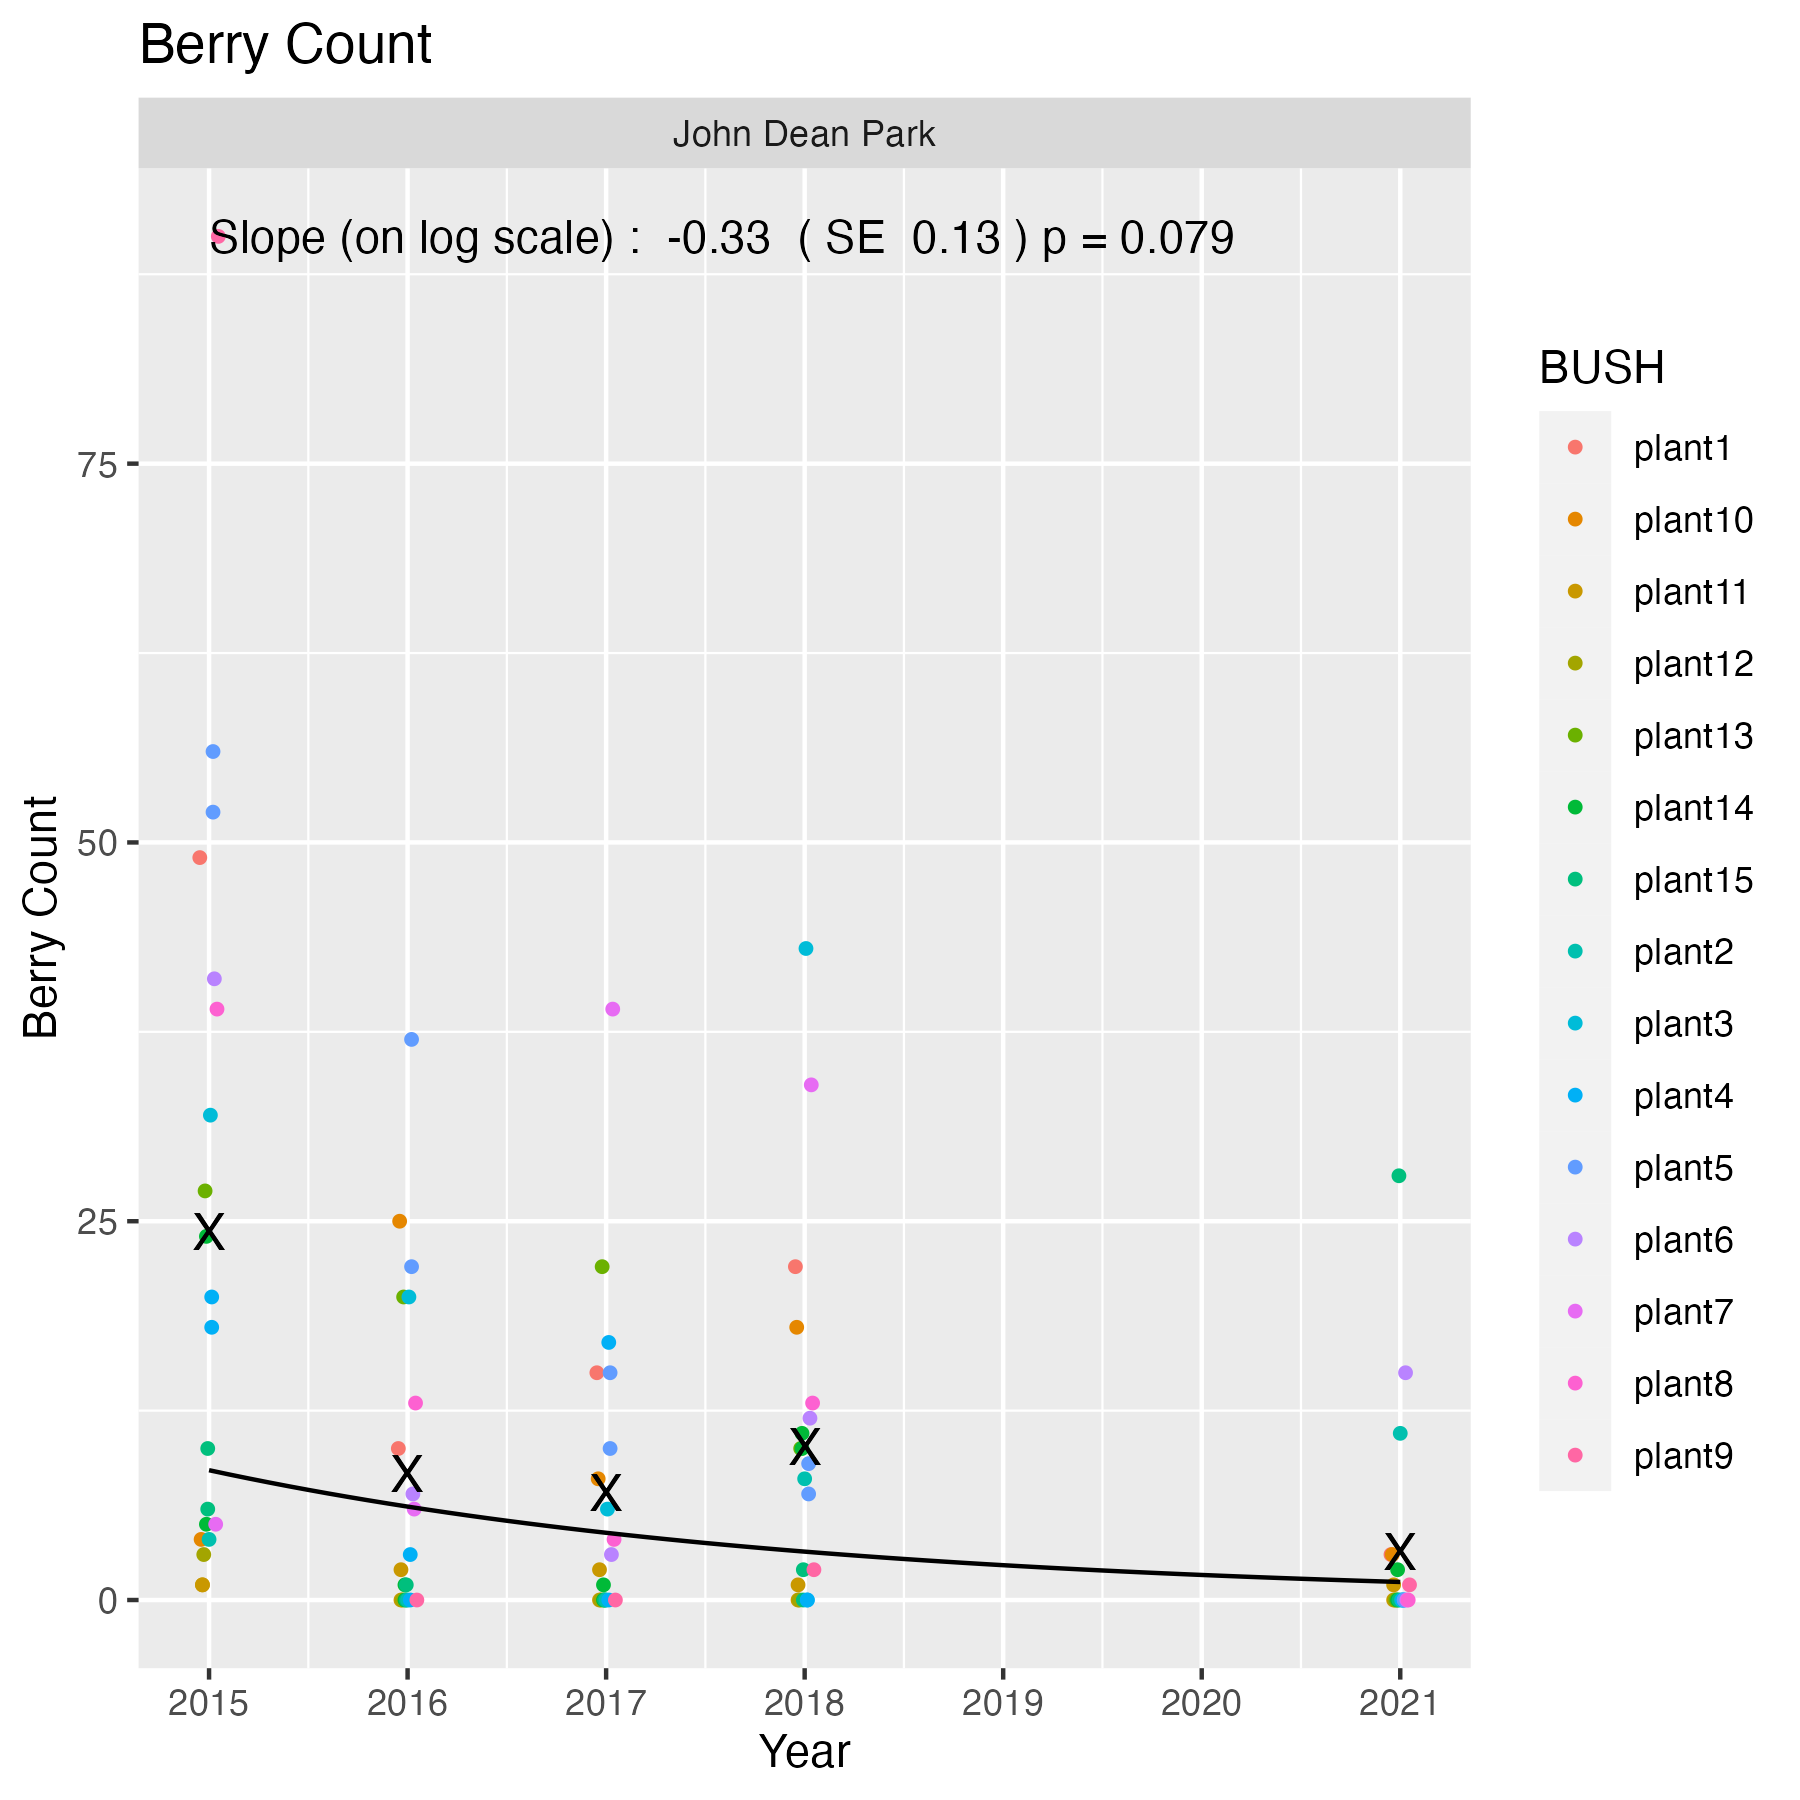 Berry Count
John Dean Park
Slope (on log scale) :  -0.33  ( SE  0.13 ) p = 0.079
Berry Count
75
50
25
0
X
X
X
X
X
2015
2016
2017
2018
2019
2020
2021
Year
BUSH
plant1
plant10
plant11
plant12
plant13
plant14
plant15
plant2
plant3
plant4
plant5
plant6
plant7
plant8
plant9